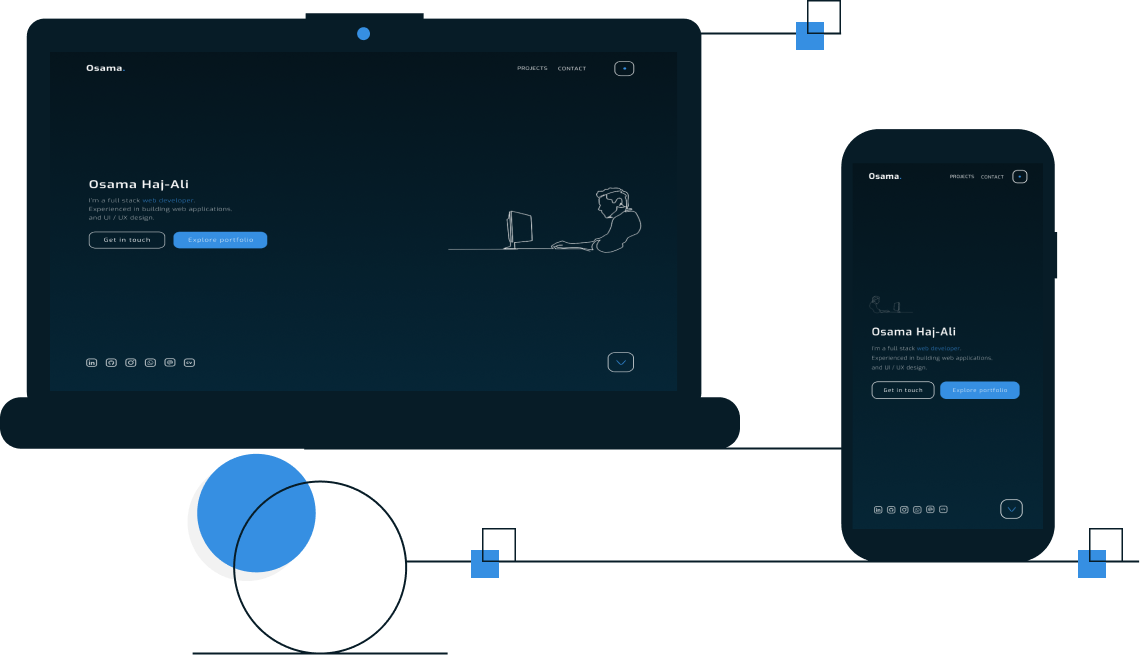 Osama.
PROJECTS CONTACT
Osama Haj-Ali
I'm a full stack web developer.
Experienced in building web applications,
and UI / UX design.
Get in touch
Explore portfolio
in
Osama.
PROJECTS CONTACT
Osama Haj-Ali
I'm a full stack web developer.
Experienced in building web applications,
and UI / UX design.
Get in touch
Explore portfolio
in